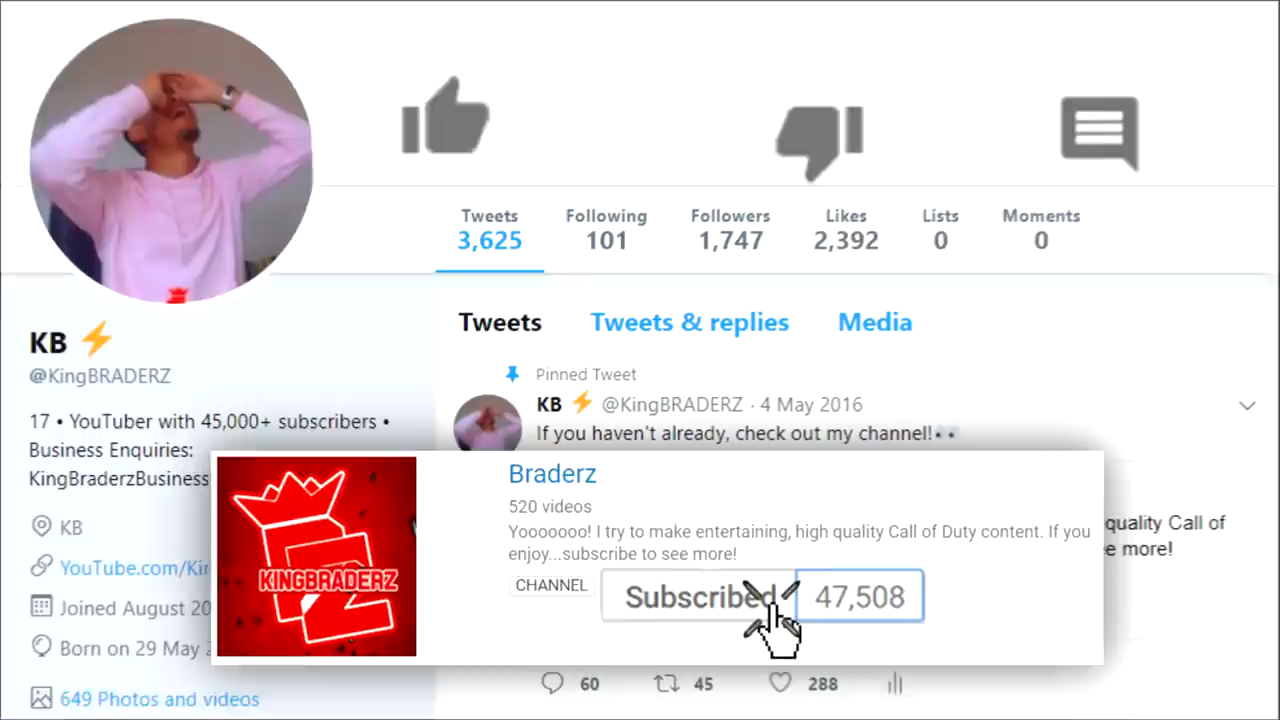 Tweets Following Followers Likes Lists Moments
3,625 101 1,747 2,392 0 0
KB ⚡
@KingBRADERZ
17 • YouTuber with 45,000+ subscribers •
Business Enquiries:
KingBraderzBusiness
KB
YouTube.com/Kin
Joined August 20
Born on 29 May
649 Photos and videos
Tweets Tweets & replies Media
Pinned Tweet
KB ⚡ @KingBRADERZ · 4 May 2016
If you haven't already, check out my channel!👀
quality Call of
e more!
KINGBRADERZ
Braderz
520 videos
Yooooooo! I try to make entertaining, high quality Call of Duty content. If you
enjoy...subscribe to see more!
CHANNEL
Subscribed 47,508
60 45 288